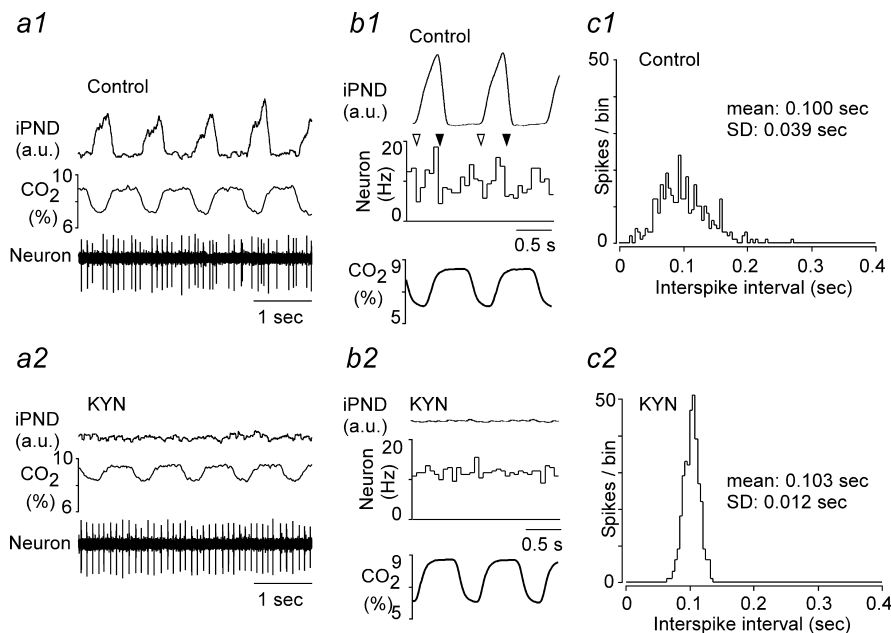 a1
Control
iPND
(a.u.)
10
CO2
(%)
6
Neuron
1 sec
b1
Control
iPND
(a.u.)
20
Neuron
(Hz)
0
0.5 s
CO2
(%)
9
5
c1
50
Control
mean: 0.100 sec
SD: 0.039 sec
Spikes / bin
0
0 0.1 0.2 0.3 0.4
Interspike interval (sec)
a2
KYN
iPND
(a.u.)
10
CO2
(%)
6
Neuron
1 sec
b2
iPND
(a.u.)
KYN
20
Neuron
(Hz)
0
0.5 s
9
CO2
(%)
5
c2
50
KYN
mean: 0.103 sec
SD: 0.012 sec
Spikes / bin
0
0 0.1 0.2 0.3 0.4
Interspike interval (sec)